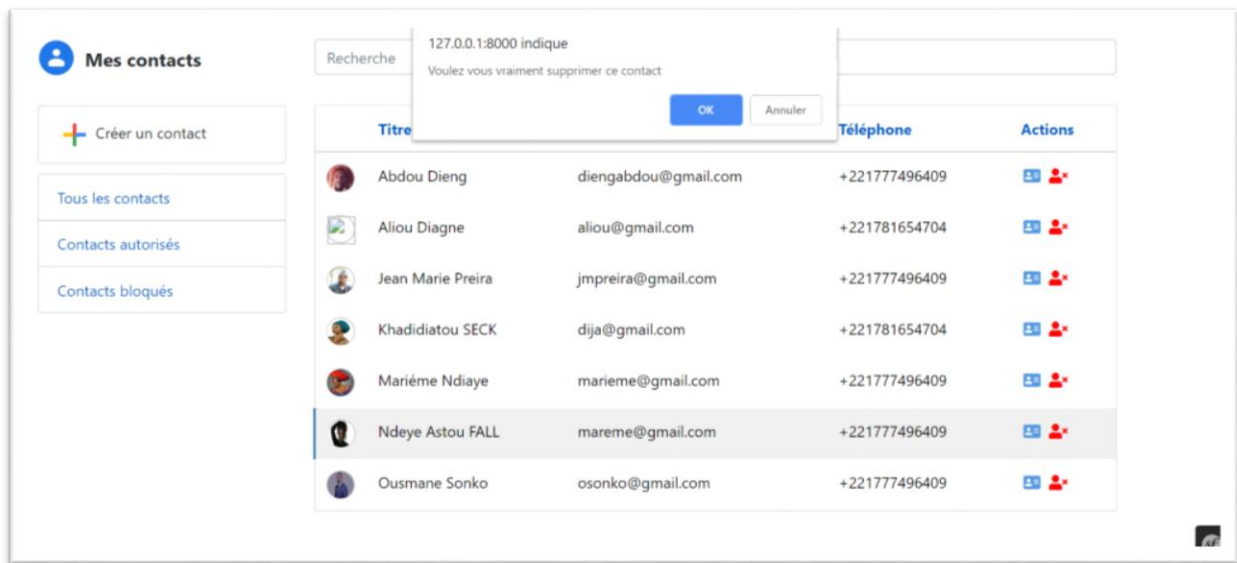 127.0.0.1:8000 indique
Mes contacts
Recherche
Voulez vous vraiment supprimer ce contact
OK Annuler
Créer un contact
Titre Téléphone Actions
Abdou Dieng diengabdou@gmail.com +221777496409
Tous les contacts
Aliou Diagne aliou@gmail.com +221781654704
Contacts autorisés
Jean Marie Preira jmpreira@gmail.com +221777496409
Contacts bloqués
Khadidiatou SECK dija@gmail.com +221781654704
Mariéme Ndiaye marieme@gmail.com +221777496409
Ndeye Astou FALL mareme@gmail.com +221777496409
Ousmane Sonko osonko@gmail.com +221777496409